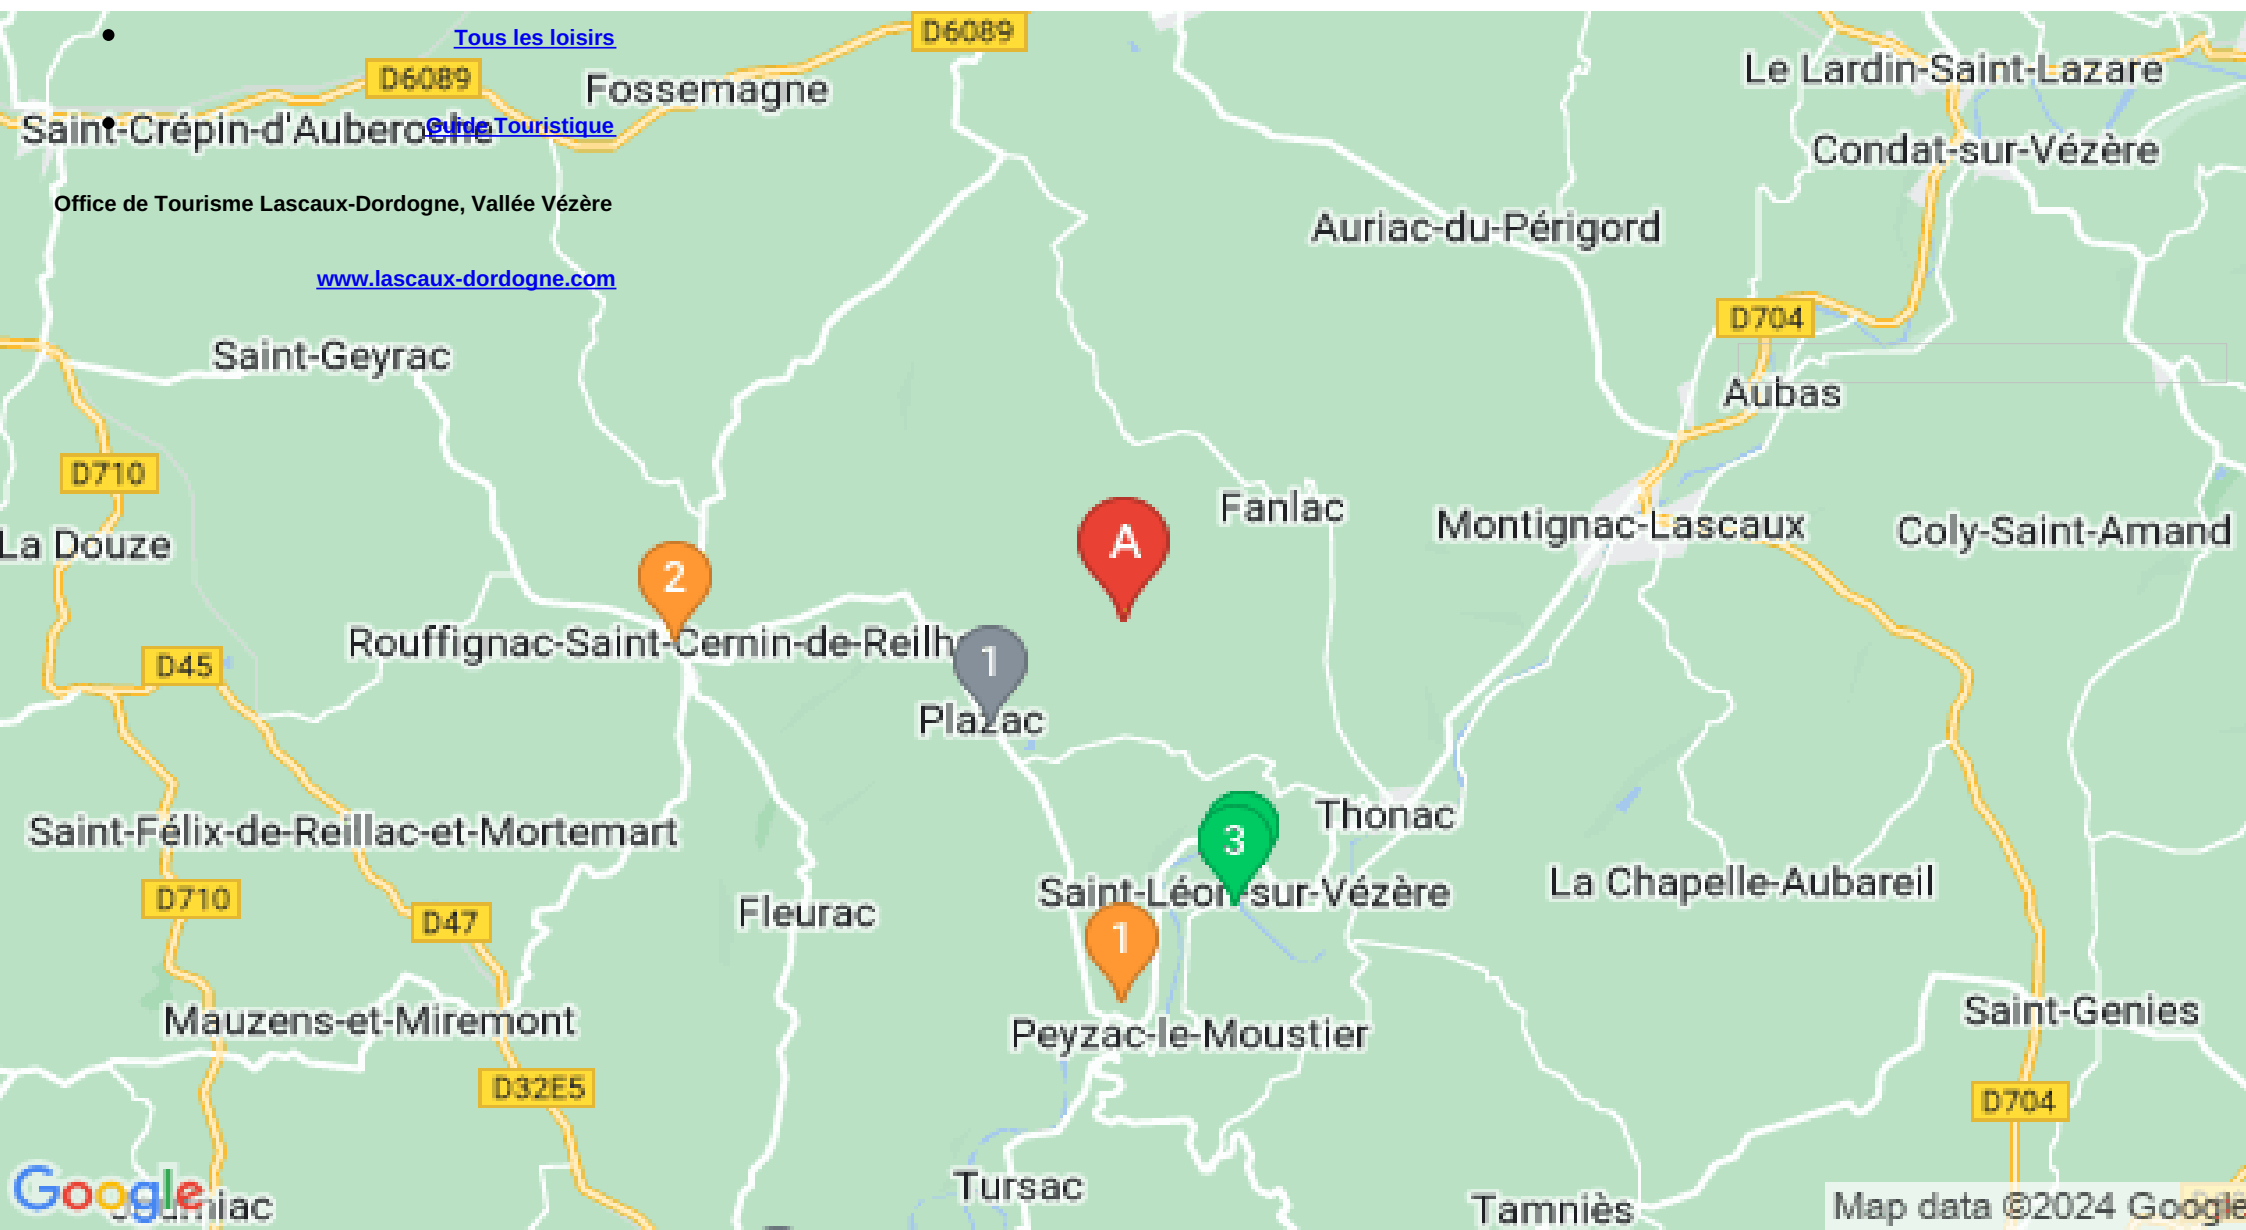 Tous les loisirs
D6089
D6089
Fossemagne
Le Lardin-Saint-Lazare
Saint-Crépin-d'Auberoche
Guide Touristique
Condat-sur-Vézère
Office de Tourisme Lascaux-Dordogne, Vallée Vézère
Auriac-du-Périgord
www.lascaux-dordogne.com
D704
Saint-Geyrac
Aubas
D710
Fanlac
Montignac-Lascaux
Coly-Saint-Amand
La Douze
A
2
Rouffignac-Saint-Cernin-de-Reilh
D45
1
Plazac
Saint-Félix-de-Reillac-et-Mortemart
3
Thonac
Saint-Léon-sur-Vézère
La Chapelle-Aubareil
D710
D47
Fleurac
1
Mauzens-et-Miremont
Peyzac-le-Moustier
Saint-Genies
D32E5
D704
Tursac
Tamniès
Google
Map data ©2024 Google